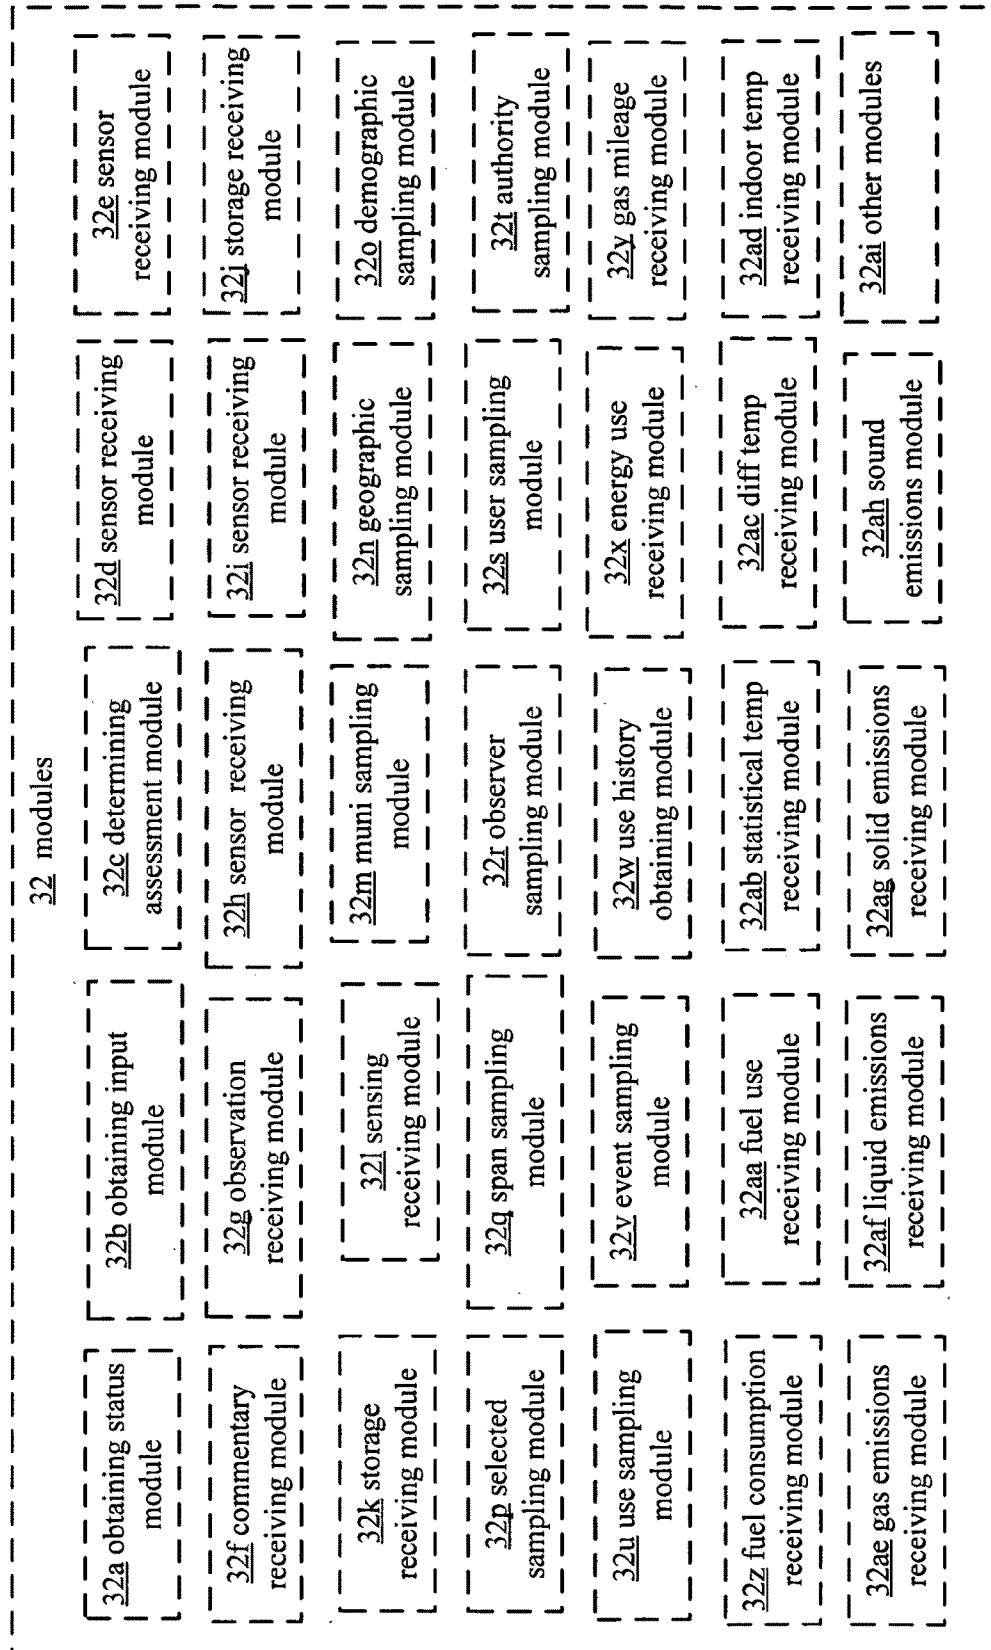 32 modules
32a obtaining status
module
32b obtaining input
module
32c determining
assessment module
32d sensor receiving
module
32e sensor
receiving module
32f commentary
receiving module
32g observation
receiving module
32h sensor receiving
module
32i sensor receiving
module
32j storage receiving
module
32k storage
receiving module
32l sensing
receiving module
32m muni sampling
module
32n geographic
sampling module
32o demographic
sampling module
32p selected
sampling module
32q span sampling
module
32r observer
sampling module
32s user sampling
module
32t authority
sampling module
32u use sampling
module
32v event sampling
module
32w use history
obtaining module
32x energy use
receiving module
32y gas mileage
receiving module
32z fuel consumption
receiving module
32aa fuel use
receiving module
32ab statistical temp
receiving module
32ac diff temp
receiving module
32ad indoor temp
receiving module
32ae gas emissions
receiving module
32af liquid emissions
receiving module
32ag solid emissions
receiving module
32ah sound
emissions module
32ai other modules